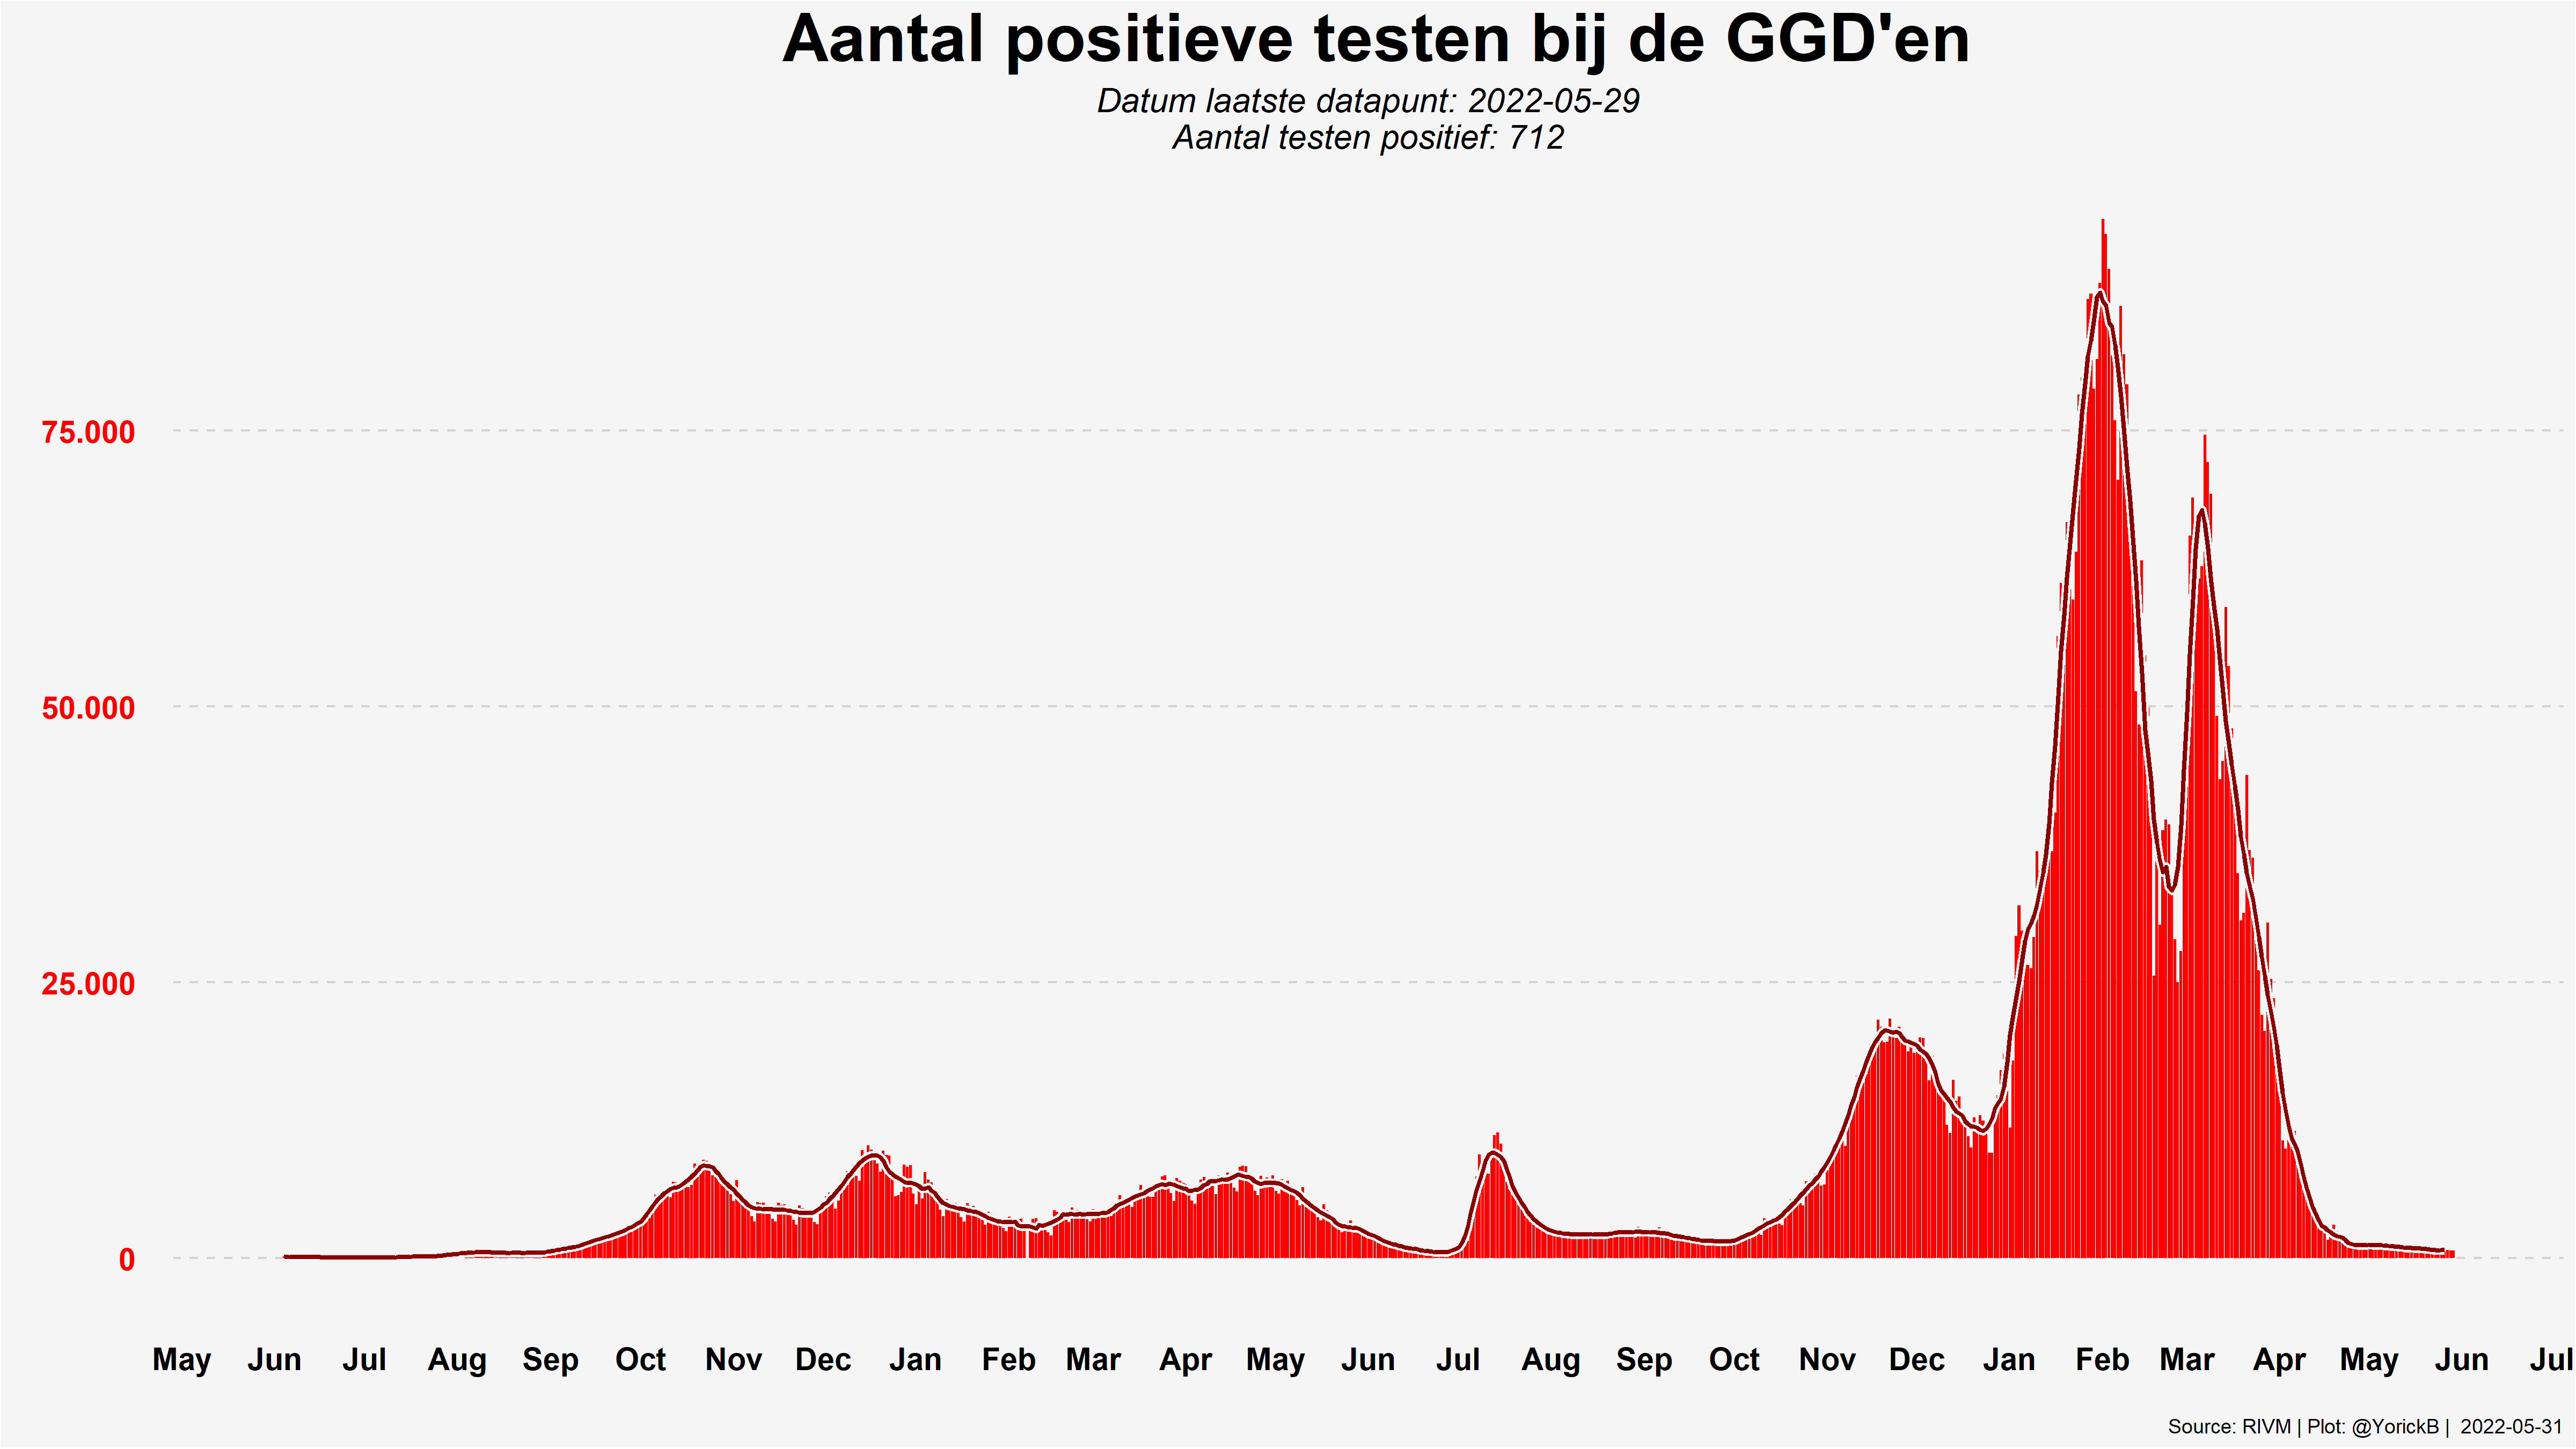 Aantal positieve testen bij de GGD'en
Datum laatste datapunt: 2022-05-29
Aantal testen positief: 712
75.000
50.000
25.000
0
May Jun Jul Aug Sep Oct Nov Dec Jan Feb Mar Apr May Jun Jul Aug Sep Oct Nov Dec Jan Feb Mar Apr May Jun Jul
Source: RIVM | Plot: @YorickB | 2022-05-31